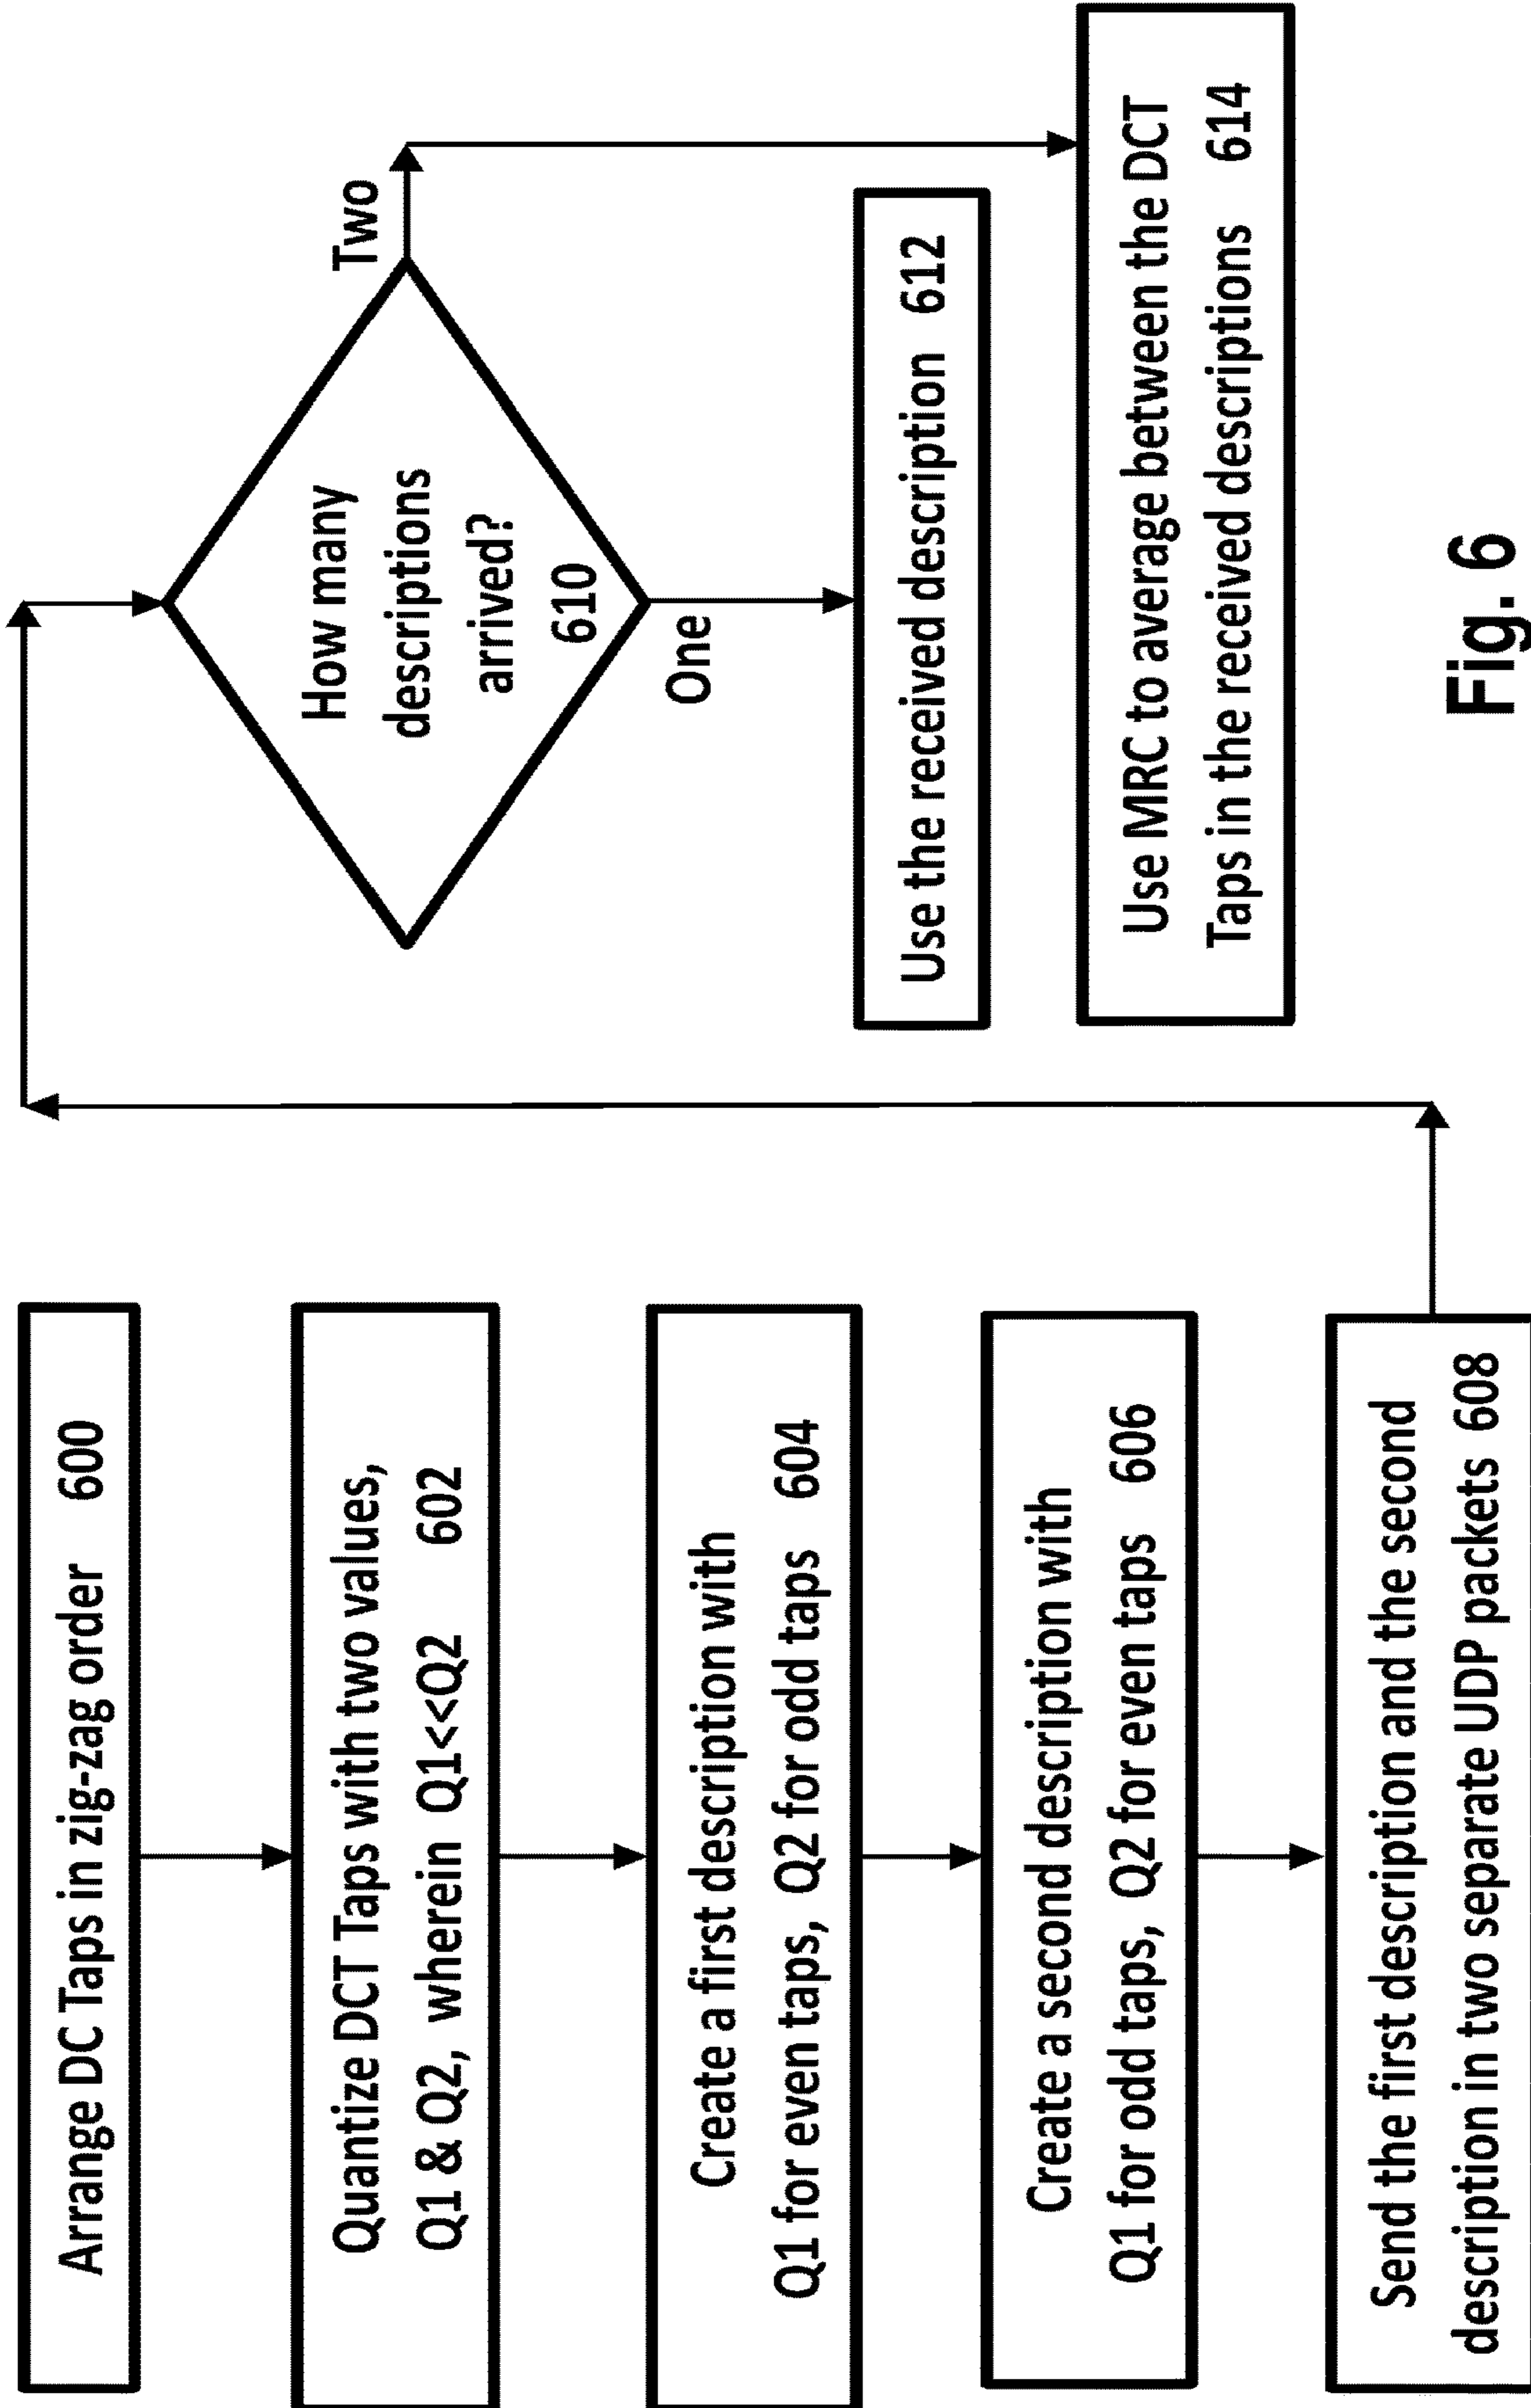 Arrange DC Taps in zig-zag order 600
Quantize DCT Taps with two values,
Q1 & Q2, wherein Q1<<Q2 602
Create a first description with
Q1 for even taps, Q2 for odd taps 604
Create a second description with
Q1 for odd taps, Q2 for even taps 606
Send the first description and the second
description in two separate UDP packets 608
How many
descriptions
arrived?
610
Two
One
Use the received description 612
Use MRC to average between the DCT
Taps in the received descriptions 614
Fig. 6